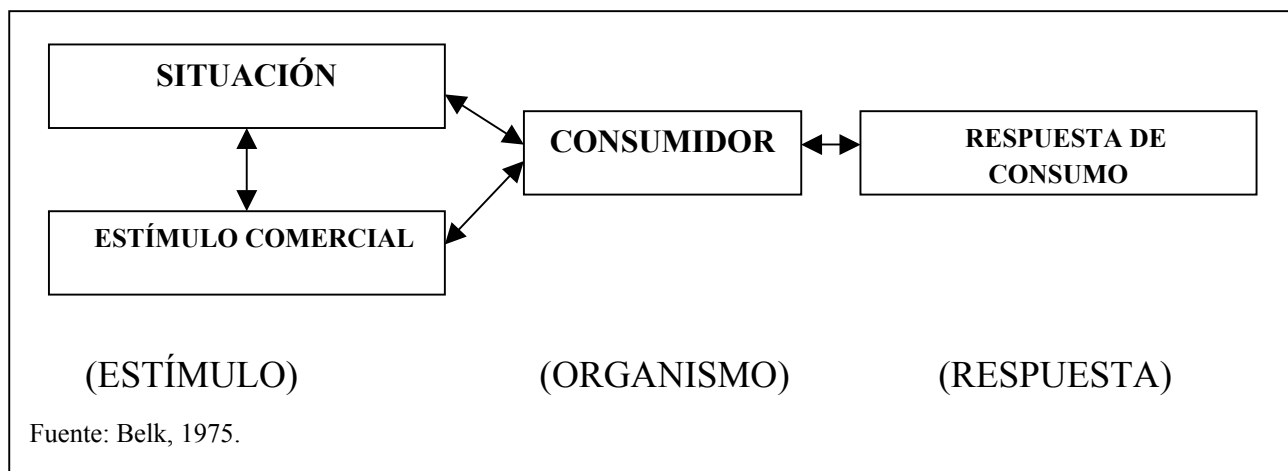 SITUACIÓN
ESTÍMULO COMERCIAL
CONSUMIDOR
RESPUESTA DE
CONSUMO
(ESTÍMULO)
(ORGANISMO)
(RESPUESTA)
Fuente: Belk, 1975.